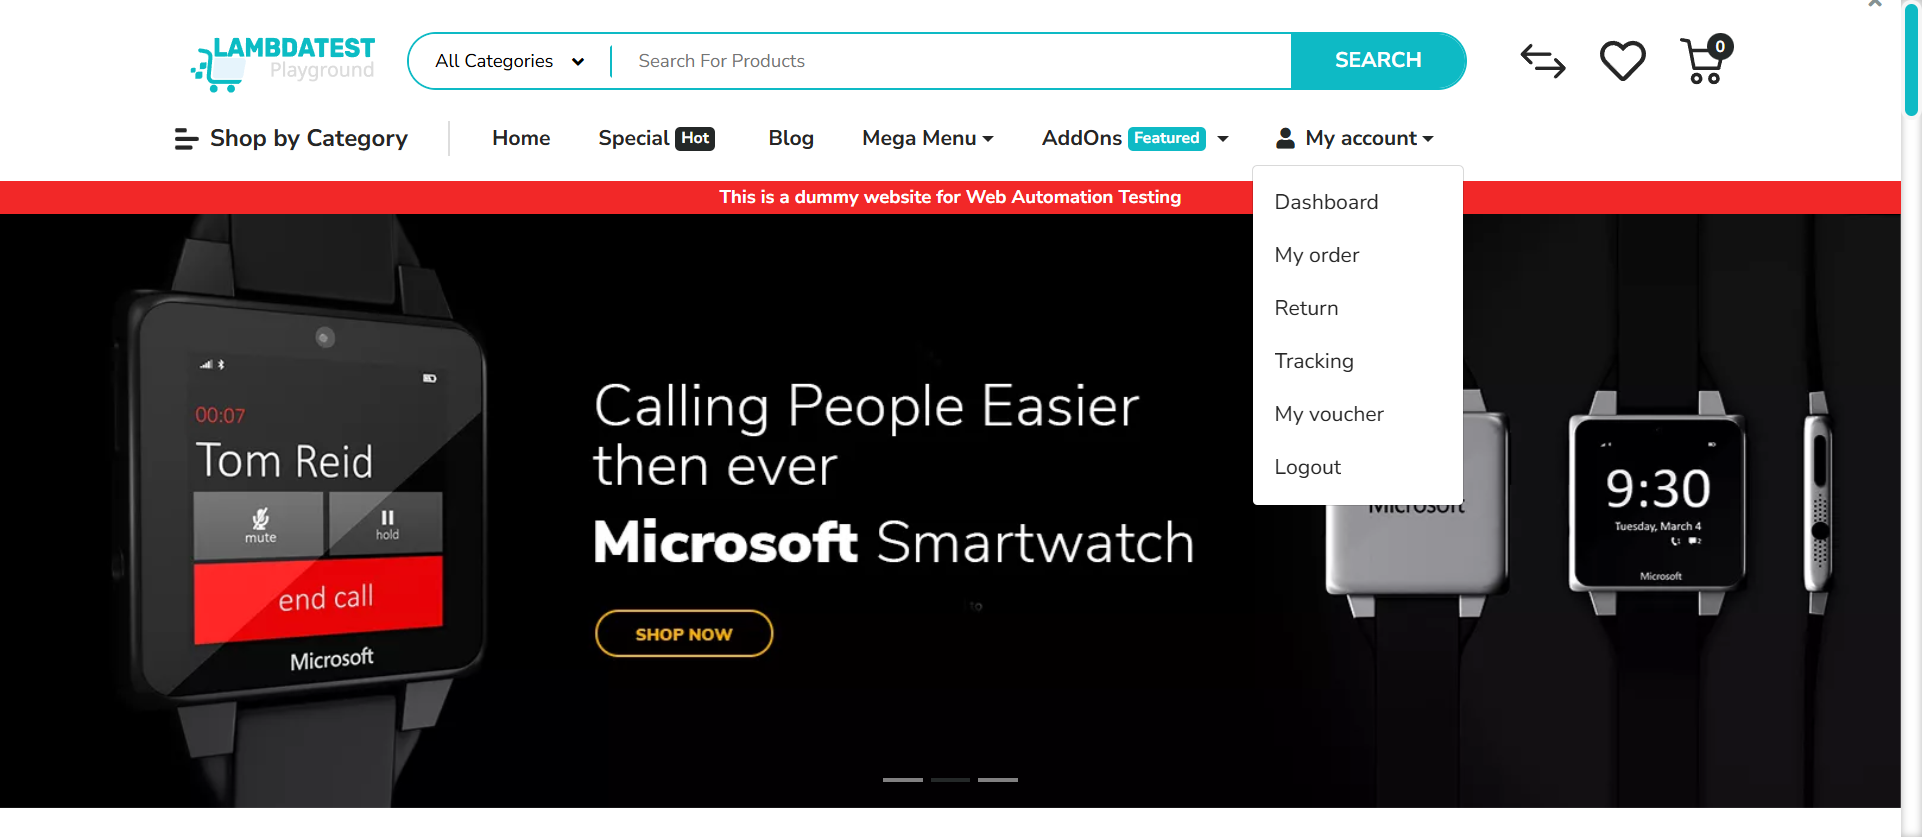 LAMBDATEST
Playground
All Categories
Search For Products
SEARCH
0
Shop by Category
Home
Special Hot
Blog
Mega Menu
AddOns Featured
My account
This is a dummy website for Web Automation Testing
Dashboard
My order
Return
Tracking
My voucher
Logout
00:07
Tom Reid
mute
hold
end call
Microsoft
Calling People Easier
then ever
Microsoft Smartwatch
SHOP NOW
Microsoft
9:30
Tuesday, March 4
Microsoft